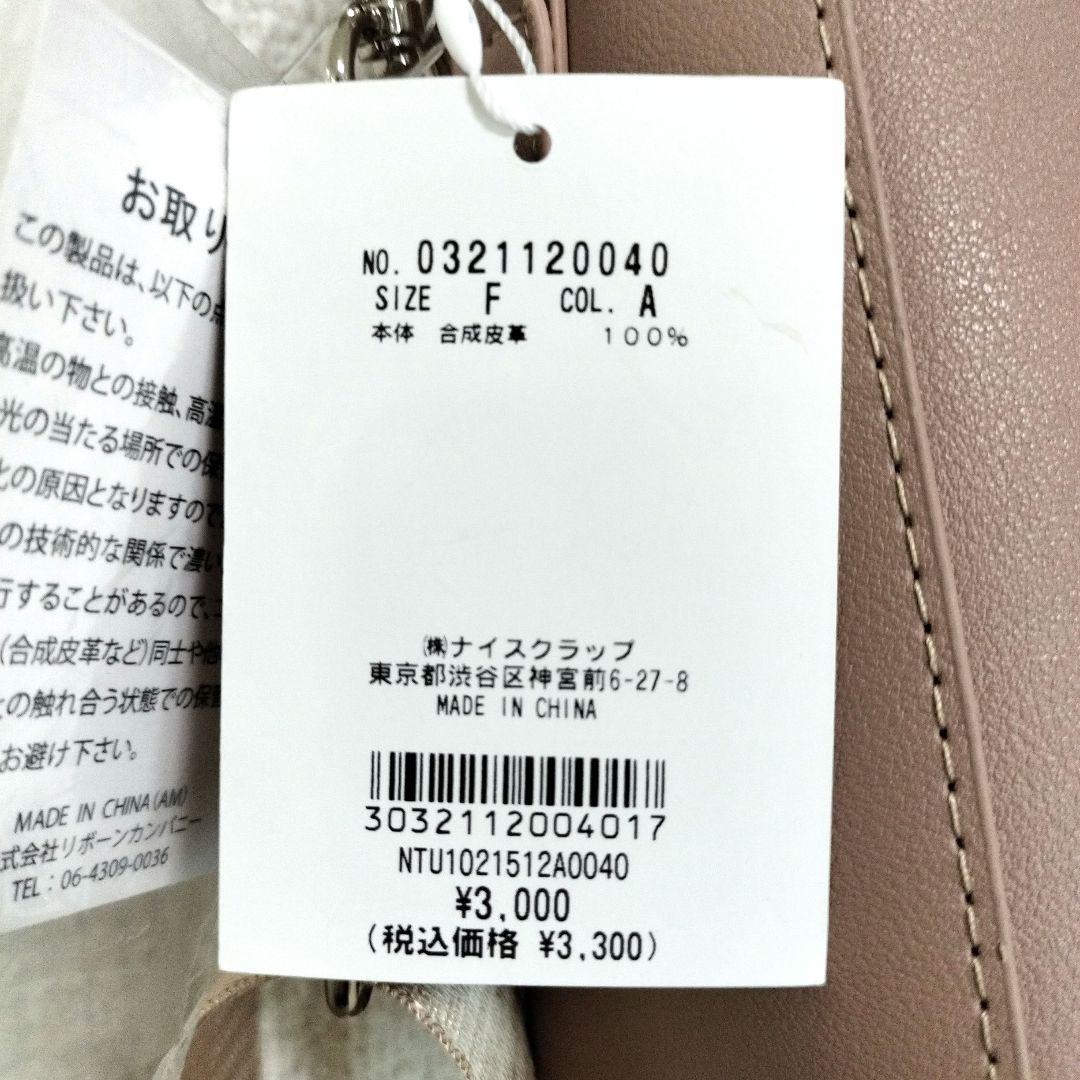 NO. 0321120040
SIZE F COL. A
本体 合成皮革 100%
㈱ナイスクラップ
東京都渋谷区神宮前6-27-8
MADE IN CHINA
3032112004017
NTU1021512A0040
¥3,000
(税込価格 ¥3,300)
お取り
この製品は、以下の点
扱い下さい。
高温の物との接触、高温
光の当たる場所での保
との原因となりますので
の技術的な関係で濃い
行することがあるので、
(合成皮革など)同士や他
との触れ合う状態での保管
お避け下さい。
MADE IN CHINA(AM)
式会社リボーンカンパニー
TEL：06-4309-0036